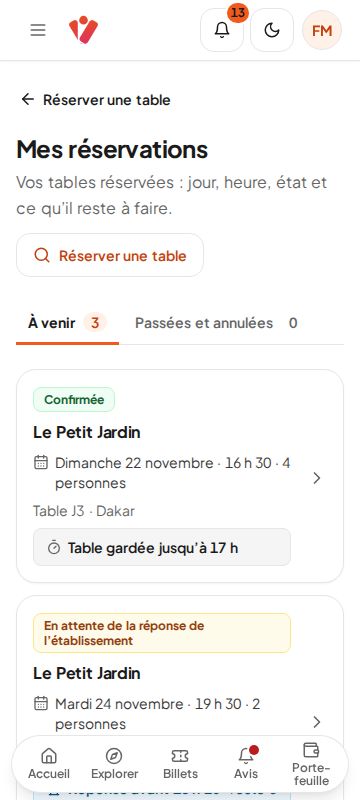 13
FM
Réserver une table
Mes réservations
Vos tables réservées : jour, heure, état et
ce qu’il reste à faire.
Réserver une table
À venir 3 Passées et annulées 0
Confirmée
Le Petit Jardin
Dimanche 22 novembre · 16 h 30 · 4
personnes
Table J3 · Dakar
Table gardée jusqu’à 17 h
En attente de la réponse de
l’établissement
Le Petit Jardin
Mardi 24 novembre · 19 h 30 · 2
personnes
Accueil Explorer Billets Avis Porte-
feuille